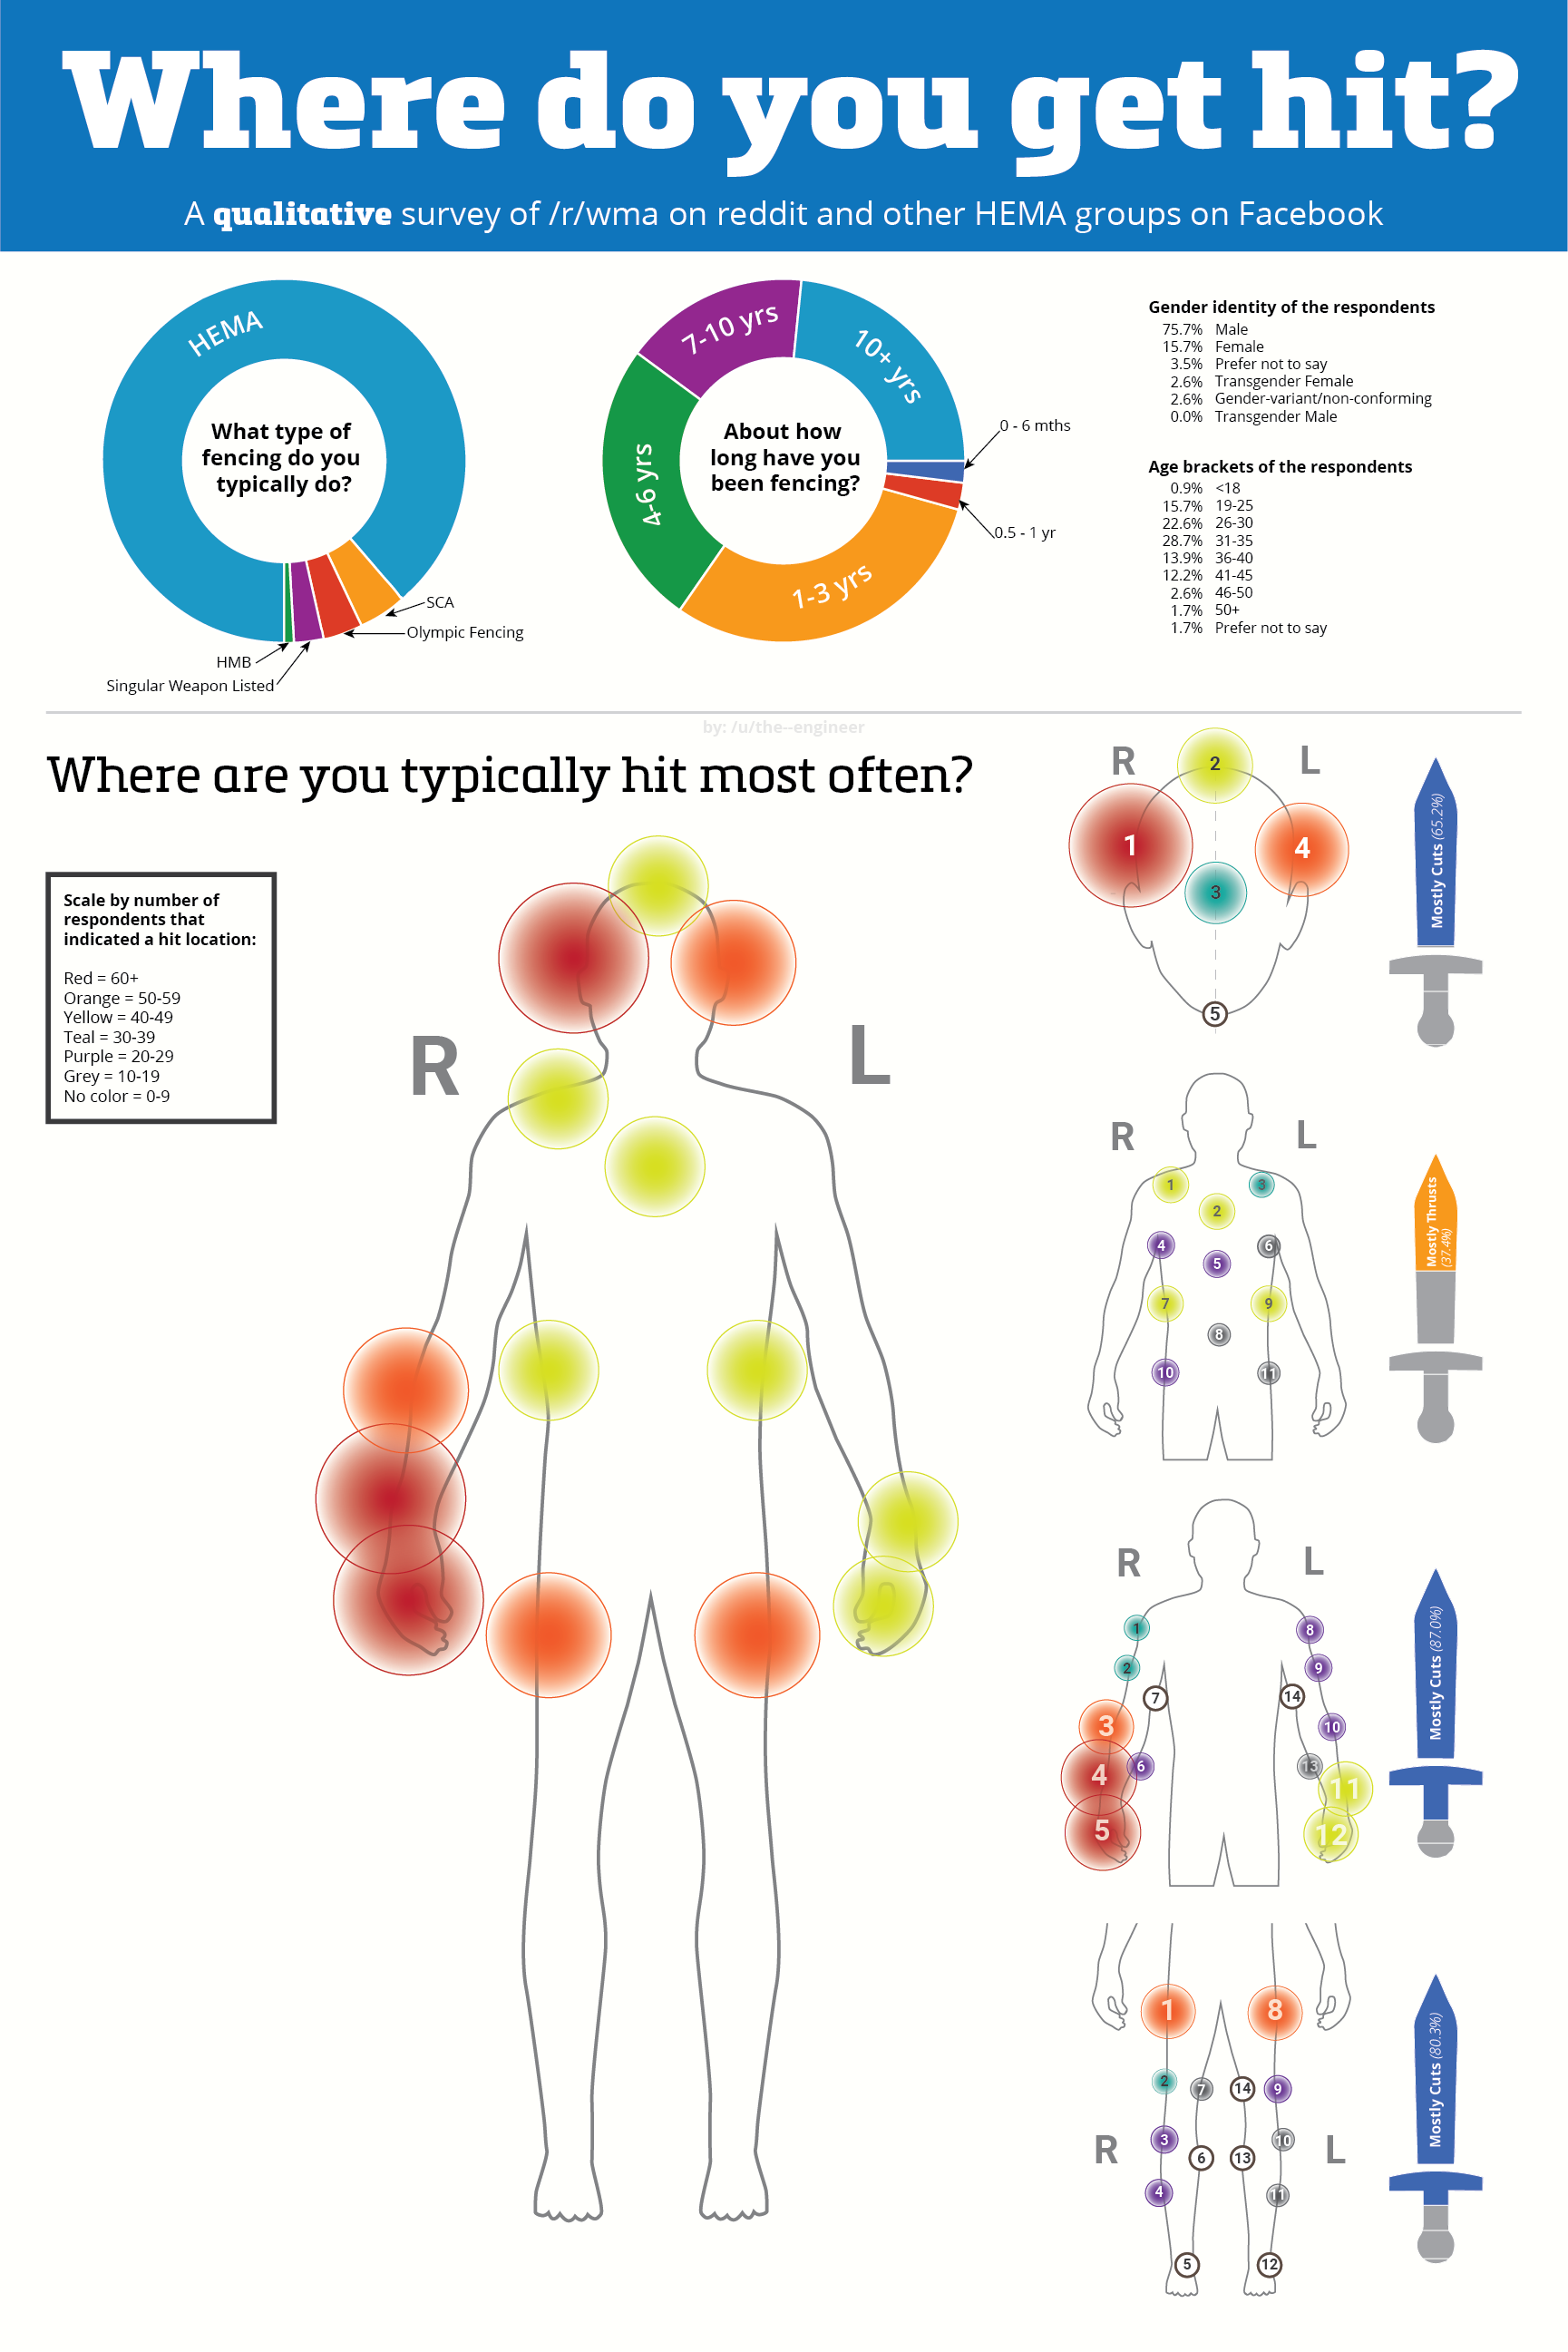 Where do you get hit?
A qualitative survey of /r/wma on reddit and other HEMA groups on Facebook
HEMA
What type of
fencing do you
typically do?
SCA
Olympic Fencing
HMB
Singular Weapon Listed
7-10 yrs
10+ yrs
4-6 yrs
About how
long have you
been fencing?
0 - 6 mths
0.5 - 1 yr
1-3 yrs
Gender identity of the respondents
75.7% Male
15.7% Female
3.5% Prefer not to say
2.6% Transgender Female
2.6% Gender-variant/non-conforming
0.0% Transgender Male
Age brackets of the respondents
0.9% <18
15.7% 19-25
22.6% 26-30
28.7% 31-35
13.9% 36-40
12.2% 41-45
2.6% 46-50
1.7% 50+
1.7% Prefer not to say
by: /u/the--engineer
Where are you typically hit most often?
Scale by number of
respondents that
indicated a hit location:
Red = 60+
Orange = 50-59
Yellow = 40-49
Teal = 30-39
Purple = 20-29
Grey = 10-19
No color = 0-9
R
L
R
2
L
1
4
3
5
Mostly Cuts (65.2%)
R
L
1
3
2
4
6
5
7
9
8
10
11
Mostly Thrusts
(37.4%)
R
L
1
8
2
9
7
14
3
10
4
6
13
11
5
12
Mostly Cuts (87.0%)
1
8
2
7
14
9
3
10
R
L
6
13
4
11
5
12
Mostly Cuts (80.3%)